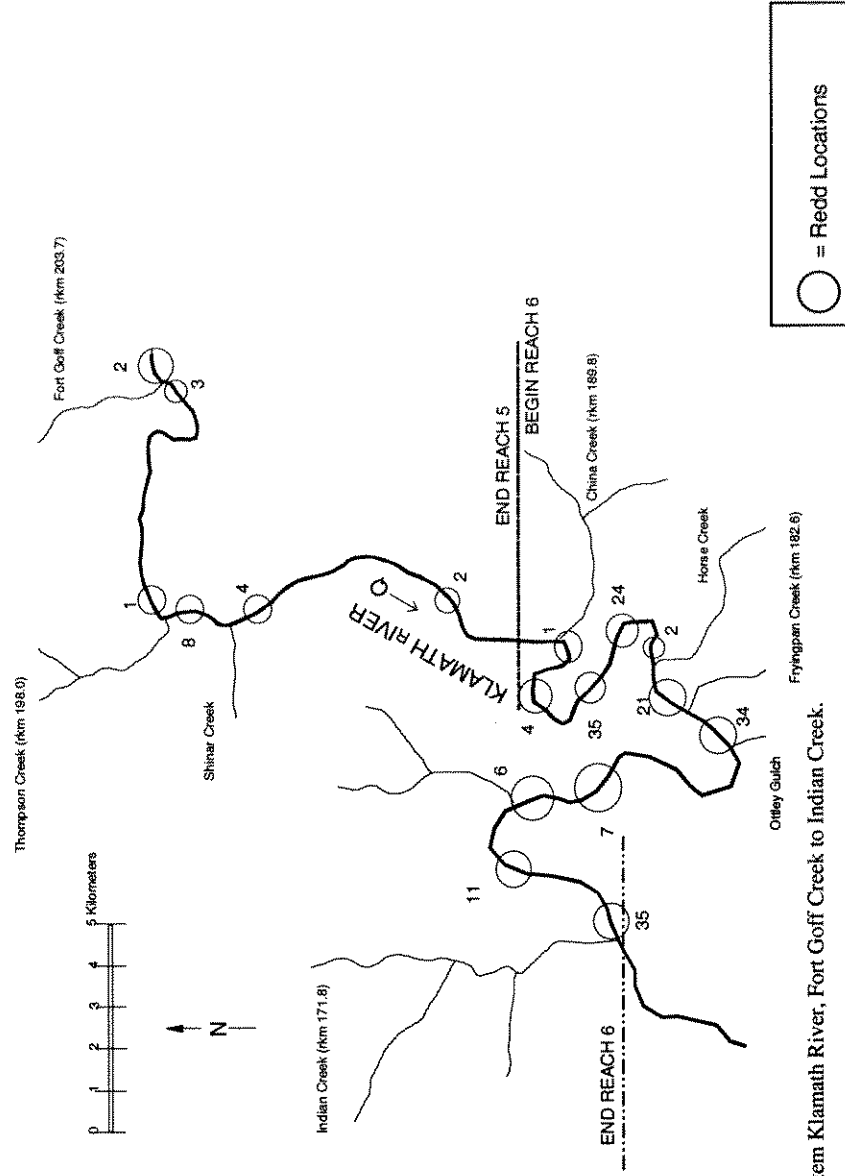 Thompson Creek (rkm 198.0)
Fort Goff Creek (rkm 203.7)
0 1 2 3 4 5 Kilometers
N
2
3
1
8
4
Shinar Creek
Q
KLAMATH RIVER
2
END REACH 5
BEGIN REACH 6
China Creek (rkm 189.8)
1
4
35
24
2
Horse Creek
21
Fryingpan Creek (rkm 182.6)
34
Ottley Gulch
6
7
11
Indian Creek (rkm 171.8)
35
END REACH 6
= Redd Locations
em Klamath River, Fort Goff Creek to Indian Creek.